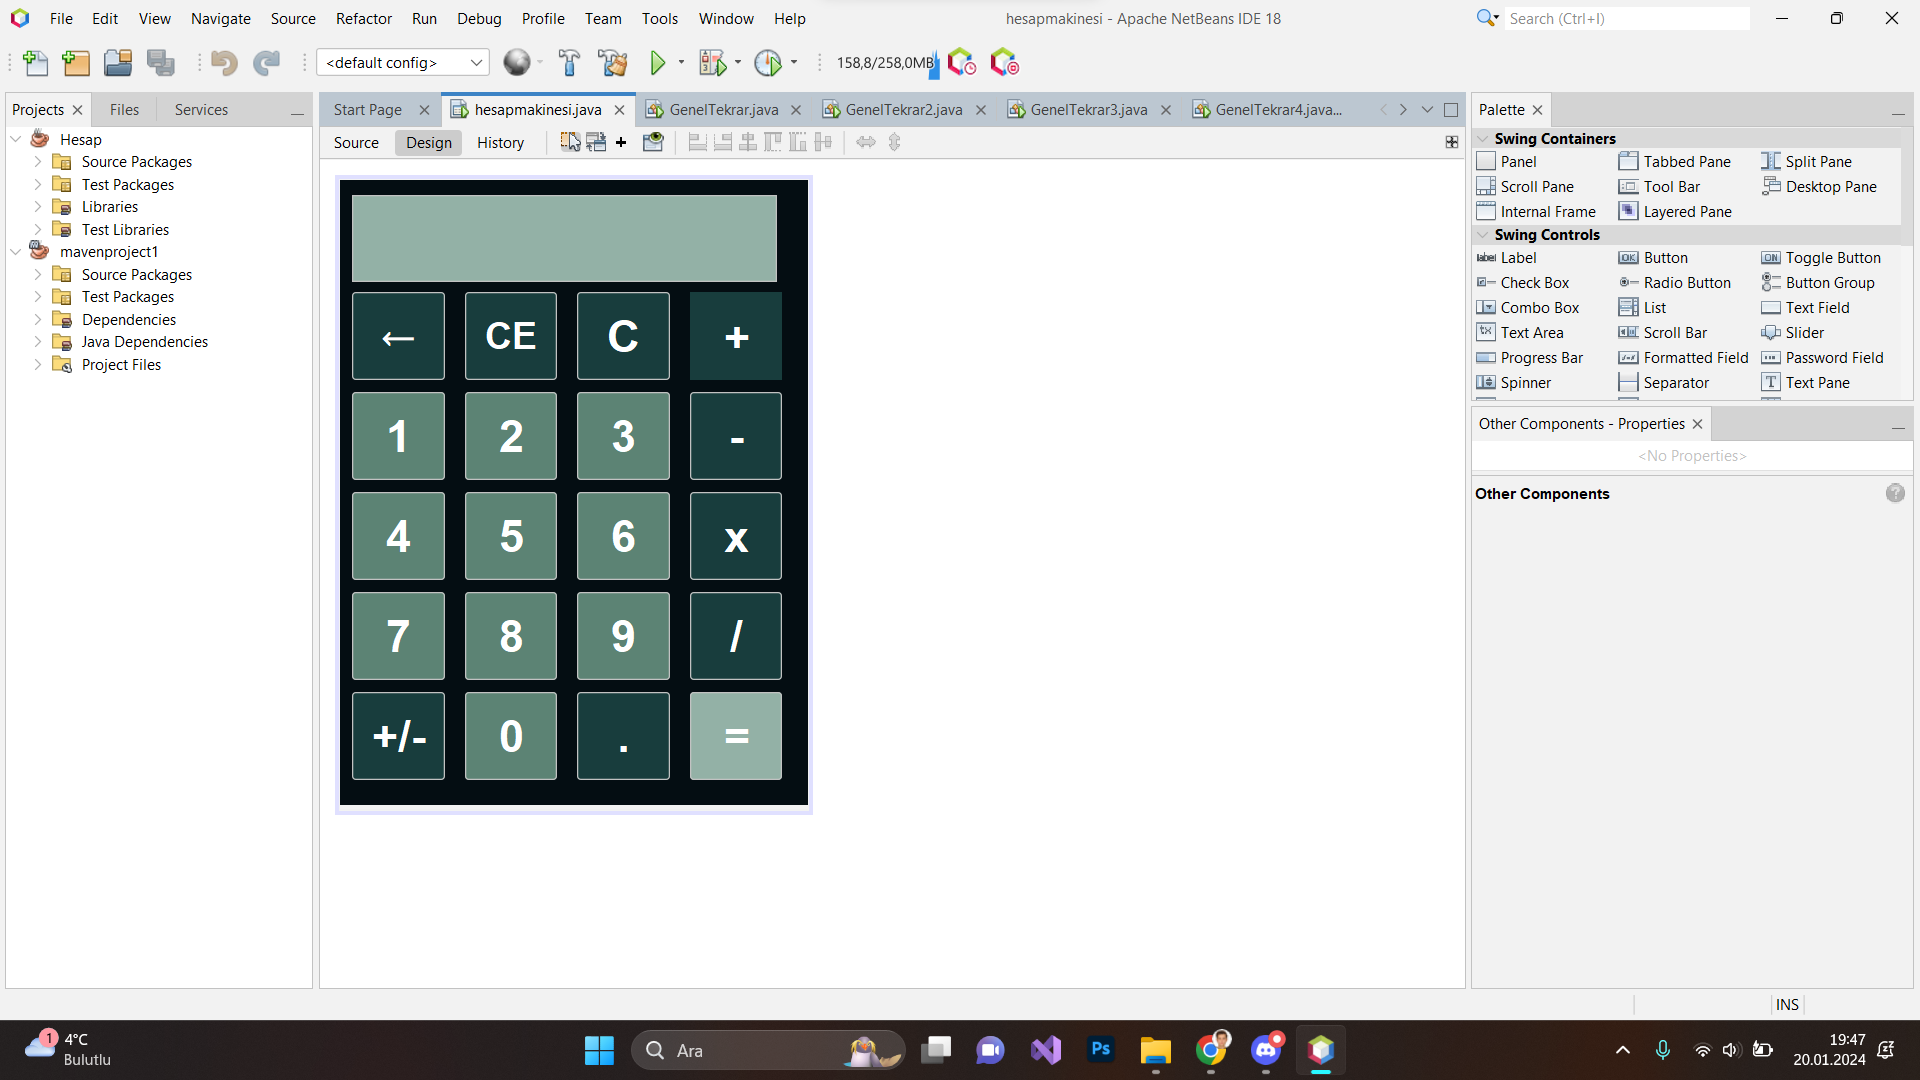 File Edit View Navigate Source Refactor Run Debug Profile Team Tools Window Help
hesapmakinesi - Apache NetBeans IDE 18
Search (Ctrl+I)
<default config>
158,8/258,0MB
Projects Files Services
Start Page hesapmakinesi.java GenelTekrar.java GenelTekrar2.java GenelTekrar3.java GenelTekrar4.java...
Source Design History
Hesap
Source Packages
Test Packages
Libraries
Test Libraries
mavenproject1
Source Packages
Test Packages
Dependencies
Java Dependencies
Project Files
← CE C +
1 2 3 -
4 5 6 x
7 8 9 /
+/- 0 . =
Palette
Swing Containers
Panel Tabbed Pane Split Pane
Scroll Pane Tool Bar Desktop Pane
Internal Frame Layered Pane
Swing Controls
label Label OK Button ON Toggle Button
Check Box Radio Button Button Group
Combo Box List Text Field
Text Area Scroll Bar Slider
Progress Bar Formatted Field Password Field
Spinner Separator T Text Pane
Other Components - Properties
<No Properties>
Other Components
?
INS
1
4°C
Bulutlu
Ara
Ps
19:47
20.01.2024